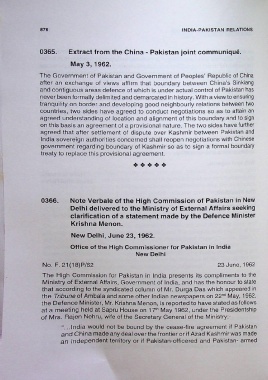 878 INDIA-PAKISTAN RELATIONS
0365. Extract from the China - Pakistan joint communiqué.
May 3, 1962.
The Government of Pakistan and Government of Peoples' Republic of China
after an exchange of views affirm that boundary between China's Sinkiang
and contiguous areas defence of which is under actual control of Pakistan has
never been formally delimited and demarcated in history. With a view to ensuring
tranquility on border and developing good neighbourly relations between two
countries, two sides have agreed to conduct negotiations so as to attain an
agreed understanding of location and alignment of this boundary and to sign
on this basis an agreement of a provisional nature. The two sides have further
agreed that after settlement of dispute over Kashmir between Pakistan and
India sovereign authorities concerned shall reopen negotiations with Chinese
government regarding boundary of Kashmir so as to sign a formal boundary
treaty to replace this provisional agreement.
❖ ❖ ❖ ❖ ❖
0366. Note Verbale of the High Commission of Pakistan in New
Delhi delivered to the Ministry of External Affairs seeking
clarification of a statement made by the Defence Minister
Krishna Menon.
New Delhi, June 23, 1962.
Office of the High Commissioner for Pakistan in India
New Delhi
No. F. 21(18)P/62 23 June, 1962
The High Commission for Pakistan in India presents its compliments to the
Ministry of External Affairs, Government of India, and has the honour to state
that according to the syndicated column of Mr. Durga Das which appeared in
the Tribune of Ambala and some other Indian newspapers on 22nd May, 1962,
the Defence Minister, Mr. Krishna Menon, is reported to have stated as follows
at a meeting held at Sapru House on 17th May 1962, under the Presidentship
of Mrs. Rajan Nehru, wife of the Secretary General of the Ministry:
"...India would not be bound by the cease-fire agreement if Pakistan
and China made any deal over the frontier or if Azad Kashmir was made
an independent territory or if Pakistan-officered and Pakistan- armed